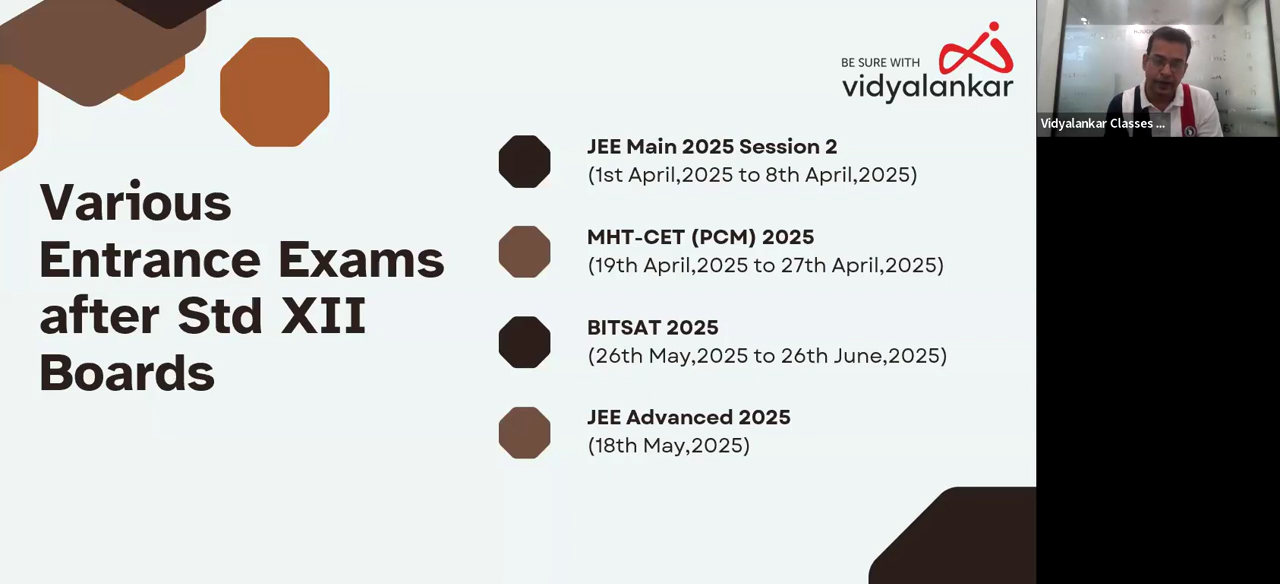 BE SURE WITH
vidyalankar
Various
Entrance Exams
after Std XII
Boards
JEE Main 2025 Session 2
(1st April,2025 to 8th April,2025)
MHT-CET (PCM) 2025
(19th April,2025 to 27th April,2025)
BITSAT 2025
(26th May,2025 to 26th June,2025)
JEE Advanced 2025
(18th May,2025)
Vidyalankar Classes ...